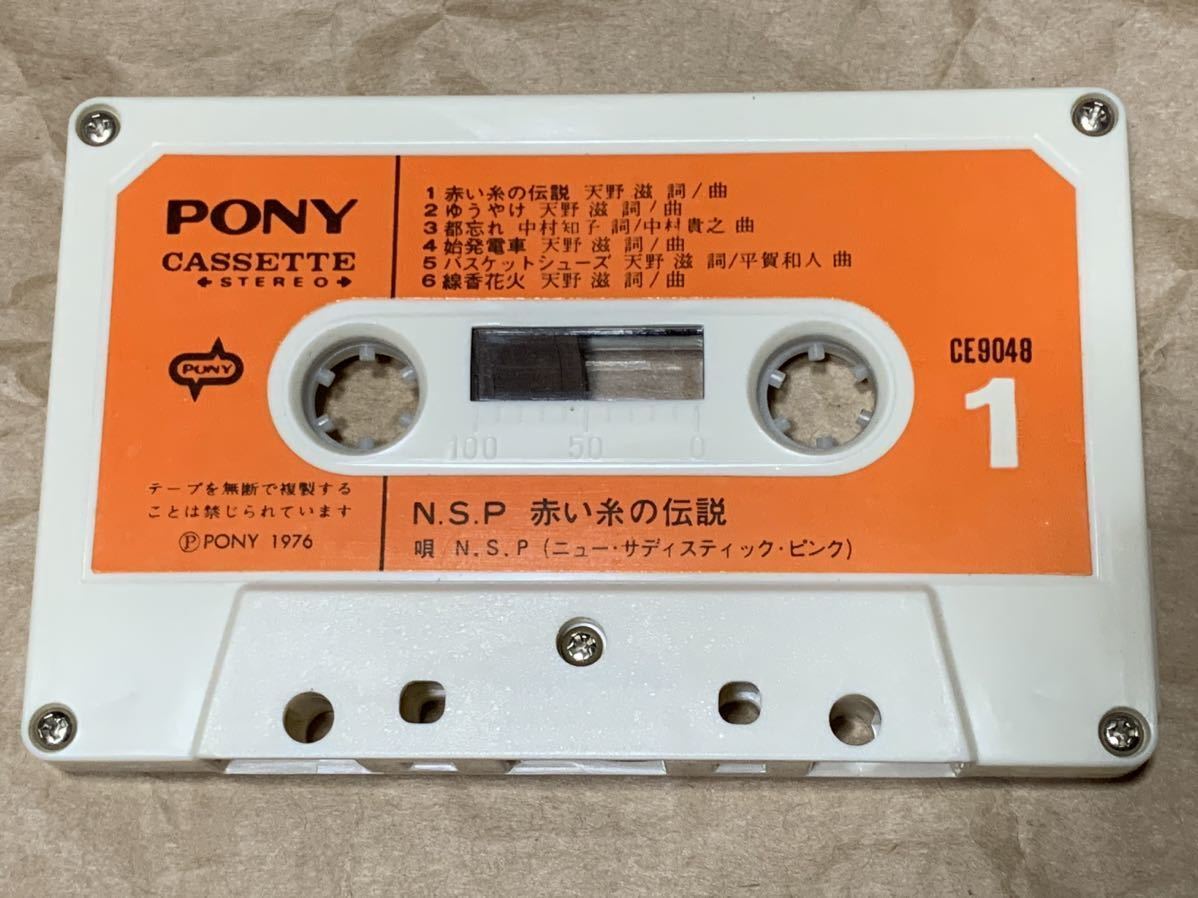 PONY
CASSETTE
←STEREO→
PONY
テープを無断で複製する
ことは禁じられています
ⓅPONY 1976
1 赤い糸の伝説 天野 滋 詞/曲
2 ゆうやけ 天野 滋 詞/曲
3 都忘れ 中村知子 詞/中村貴之 曲
4 始発電車 天野 滋 詞/曲
5 バスケットシューズ 天野 滋 詞/平賀和人 曲
6 線香花火 天野 滋 詞/曲
100 50 0
CE9048
1
N.S.P 赤い糸の伝説
唄 N.S.P (ニュー・サディスティック・ピンク)